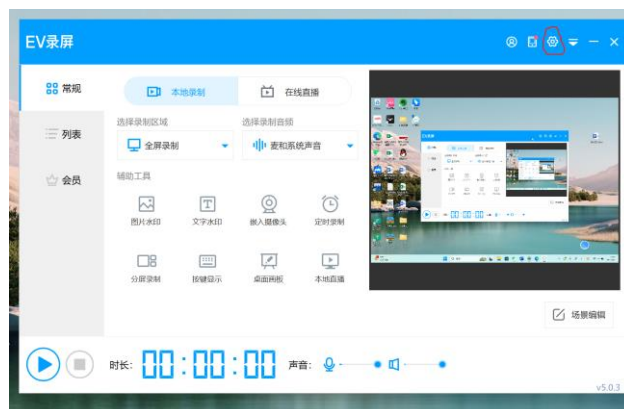 EV录屏
常规
本地录制
在线直播
选择录制区域
选择录制音频
列表
全屏录制
麦和系统声音
会员
辅助工具
图片水印
文字水印
嵌入摄像头
定时录制
分屏录制
按键显示
桌面画板
本地直播
场景编辑
时长:
00:00:00
声音:
v5.0.3